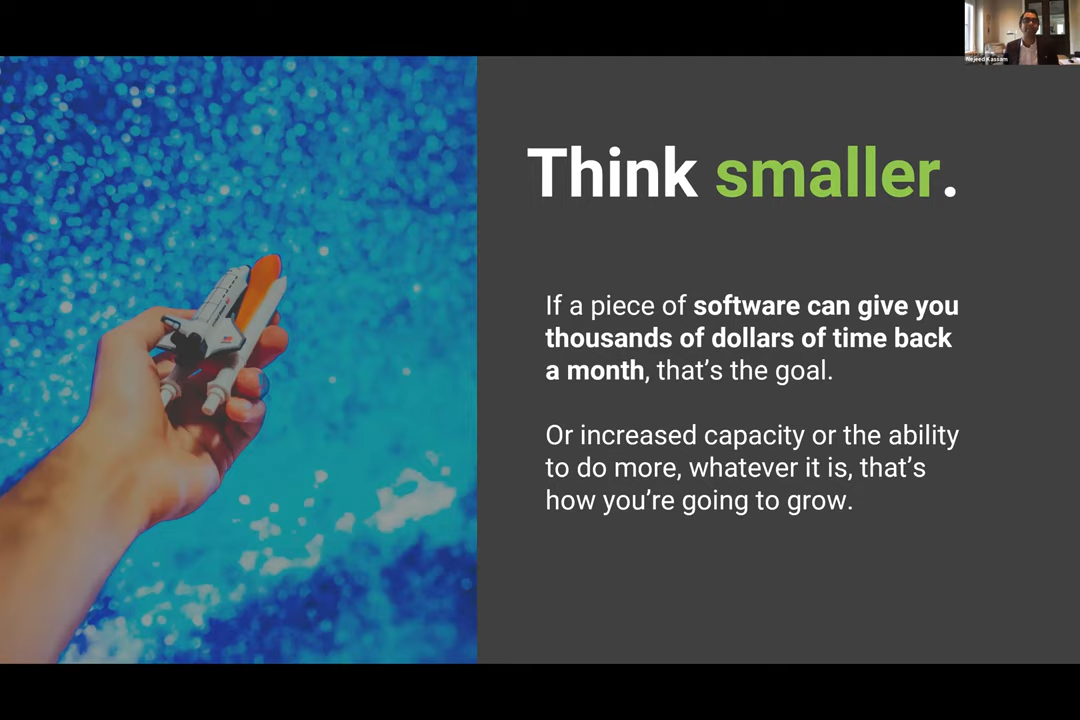 Nejeed Kassam
Think smaller.
If a piece of software can give you
thousands of dollars of time back
a month, that’s the goal.
Or increased capacity or the ability
to do more, whatever it is, that’s
how you’re going to grow.